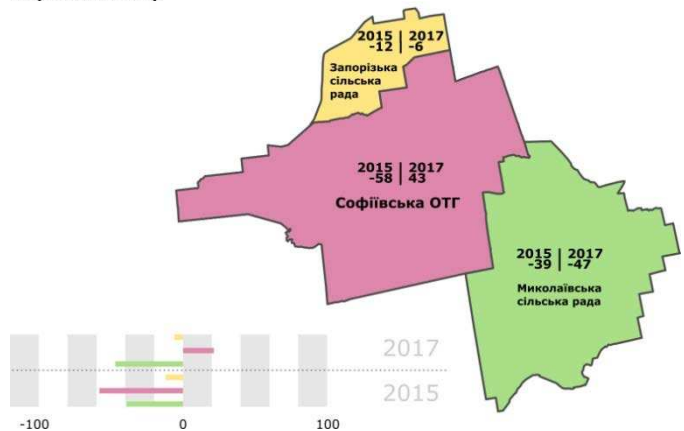 2015 | 2017
-12 | -6
Запорізька
сільська
рада
2015 | 2017
-58 | 43
Софіївська ОТГ
2015 | 2017
-39 | -47
Миколаївська
сільська рада
2017
2015
-100 0 100